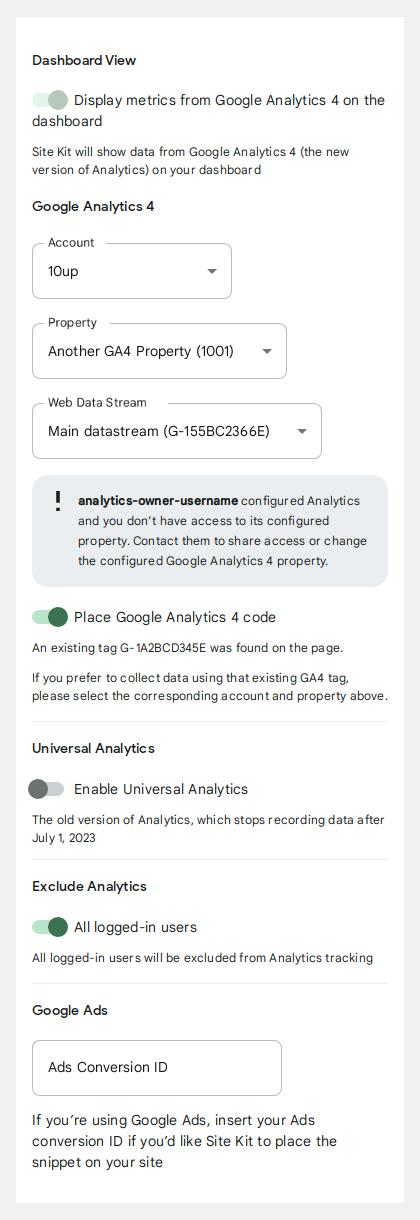 Dashboard View
Display metrics from Google Analytics 4 on the
dashboard
Site Kit will show data from Google Analytics 4 (the new
version of Analytics) on your dashboard
Google Analytics 4
Account
10up
Property
Another GA4 Property (1001)
Web Data Stream
Main datastream (G-155BC2366E)
! analytics-owner-username configured Analytics
and you don’t have access to its configured
property. Contact them to share access or change
the configured Google Analytics 4 property.
Place Google Analytics 4 code
An existing tag G-1A2BCD345E was found on the page.
If you prefer to collect data using that existing GA4 tag,
please select the corresponding account and property above.
Universal Analytics
Enable Universal Analytics
The old version of Analytics, which stops recording data after
July 1, 2023
Exclude Analytics
All logged-in users
All logged-in users will be excluded from Analytics tracking
Google Ads
Ads Conversion ID
If you’re using Google Ads, insert your Ads
conversion ID if you’d like Site Kit to place the
snippet on your site